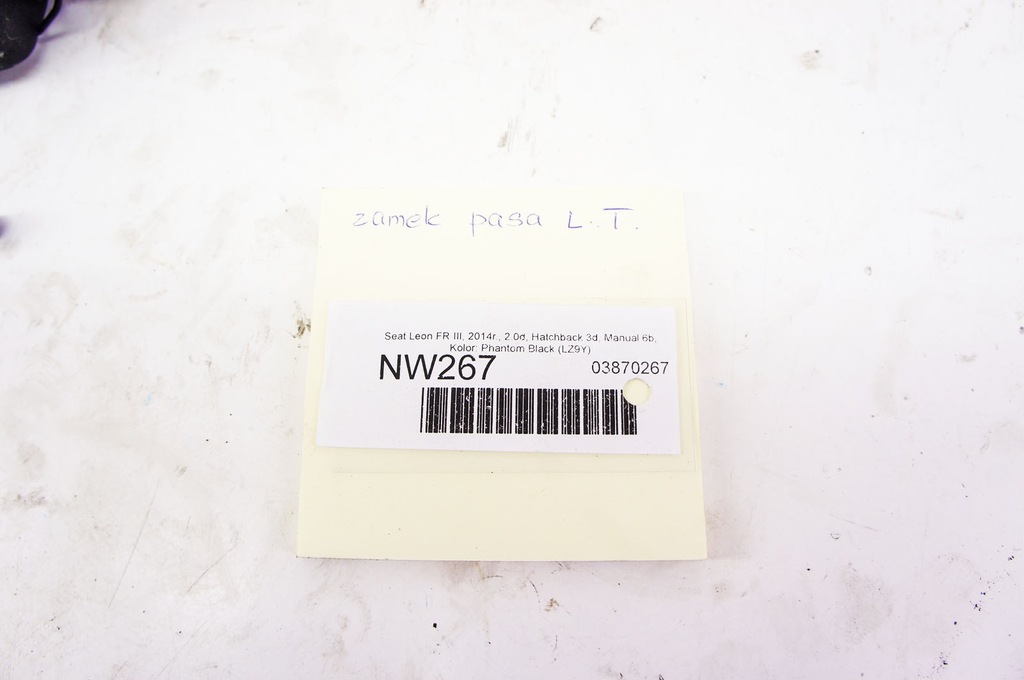 zamek pasa L.T.
Seat Leon FR III, 2014r., 2.0d, Hatchback 3d, Manual 6b,
Kolor: Phantom Black (LZ9Y)
NW267 03870267